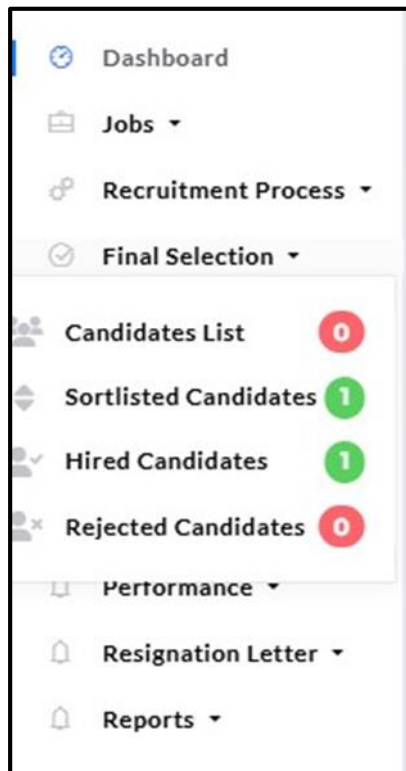 Dashboard
Jobs
Recruitment Process
Final Selection
Candidates List 0
Sortlisted Candidates 1
Hired Candidates 1
Rejected Candidates 0
Performance
Resignation Letter
Reports